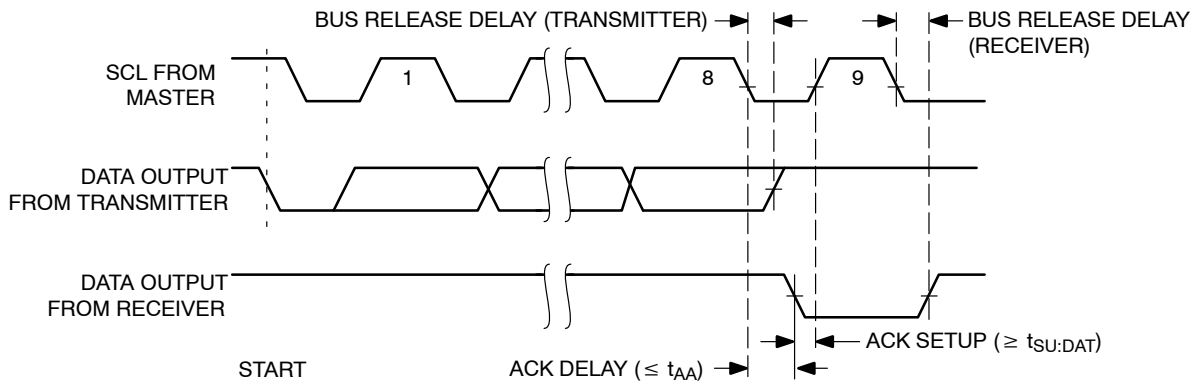 BUS RELEASE DELAY (TRANSMITTER)
BUS RELEASE DELAY
(RECEIVER)
SCL FROM
MASTER
1
8
9
DATA OUTPUT
FROM TRANSMITTER
DATA OUTPUT
FROM RECEIVER
ACK SETUP (≥ tSU:DAT)
START
ACK DELAY (≤ tAA)